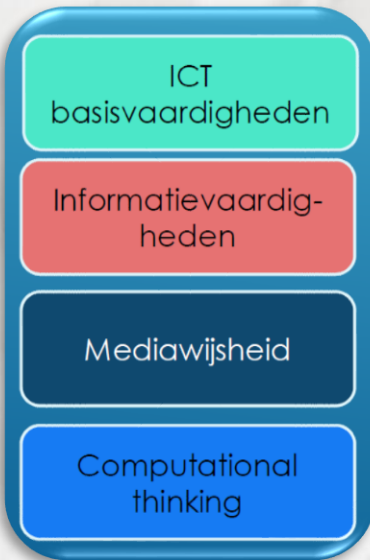 ICT
basisvaardigheden
Informatievaardig-
heden
Mediawijsheid
Computational
thinking